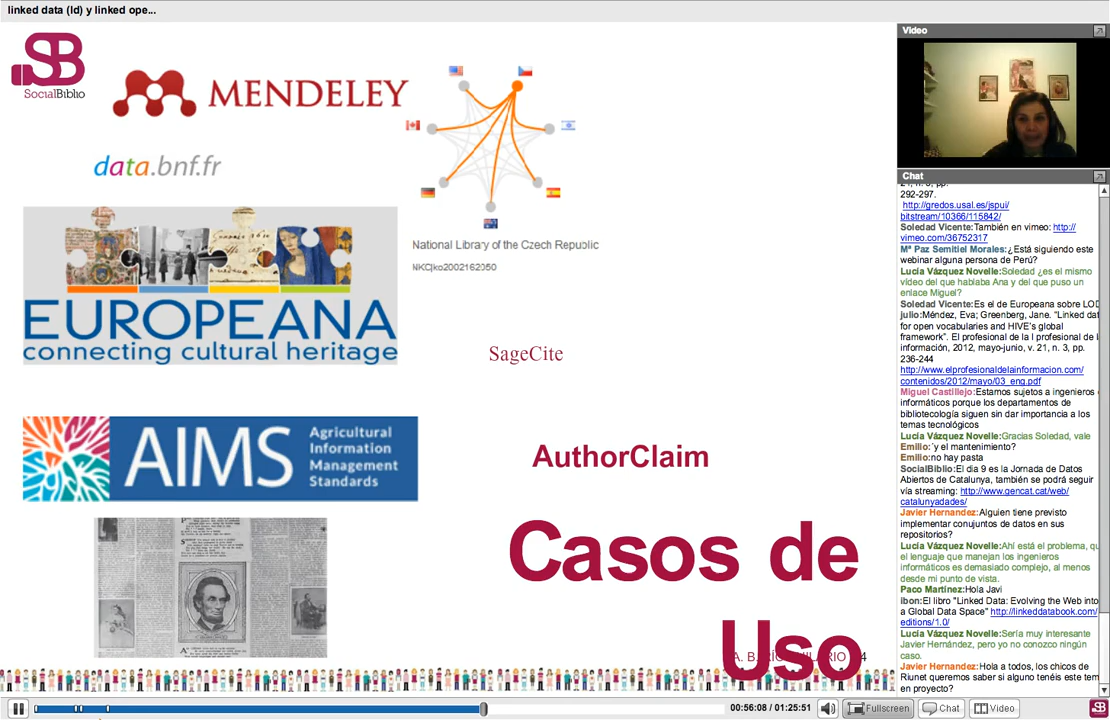 linked data (ld) y linked ope...
SB
SocialBiblio
MENDELEY
data.bnf.fr
National Library of the Czech Republic
NKCjko2002162050
EUROPEANA
connecting cultural heritage
SageCite
AIMS
Agricultural
Information
Management
Standards
AuthorClaim
Casos de
Uso
Video
Chat
292-297.
http://gredos.usal.es/jspui/
bitstream/10366/115842/
Soledad Vicente:También en vimeo: http://
vimeo.com/36752317
Mª Paz Semitiel Morales:¿Está siguiendo este
webinar alguna persona de Perú?
Lucía Vázquez Novelle:Soledad ¿es el mismo
vídeo del que hablaba Ana y del que puso un
enlace Miguel?
Soledad Vicente:Es el de Europeana sobre LOD
julio:Méndez, Eva; Greenberg, Jane. "Linked dat
for open vocabularies and HIVE's global
framework". El profesional de la I profesional de l
información, 2012, mayo-junio, v. 21, n. 3, pp.
236-244
http://www.elprofesionaldelainformacion.com/
contenidos/2012/mayo/03_eng.pdf
Miguel Castillejo:Estamos sujetos a ingenieros
informáticos porque los departamentos de
bibliotecología siguen sin dar importancia a los
temas tecnológicos
Lucía Vázquez Novelle:Gracias Soledad, vale
Emilio:´y el mantenimiento?
Emilio:no hay pasta
SocialBiblio:El dia 9 es la Jornada de Datos
Abiertos de Catalunya, también se podrá seguir
vía streaming: http://www.gencat.cat/web/
catalunyadades/
Javier Hernandez:Alguien tiene previsto
implementar conujuntos de datos en sus
repositorios?
Lucía Vázquez Novelle:Ahí está el problema, qu
el lenguaje que manejan los ingenieros
informáticos es demasiado complejo, al menos
desde mi punto de vista.
Paco Martínez:Hola Javi
ibon:El libro "Linked Data: Evolving the Web into
a Global Data Space" http://linkeddatabook.com/
editions/1.0/
Lucía Vázquez Novelle:Sería muy interesante
Javier Hernández, pero yo no conozco ningún
caso.
Javier Hernandez:Hola a todos, los chicos de
Riunet queremos saber si alguno tenéis este tem
en proyecto?
00:56:08 / 01:25:51
Fullscreen
Chat
Video
SB